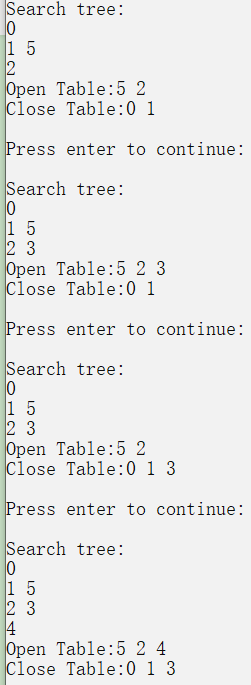 Search tree:
0
1 5
2
Open Table:5 2
Close Table:0 1
Press enter to continue:
Search tree:
0
1 5
2 3
Open Table:5 2 3
Close Table:0 1
Press enter to continue:
Search tree:
0
1 5
2 3
Open Table:5 2
Close Table:0 1 3
Press enter to continue:
Search tree:
0
1 5
2 3
4
Open Table:5 2 4
Close Table:0 1 3